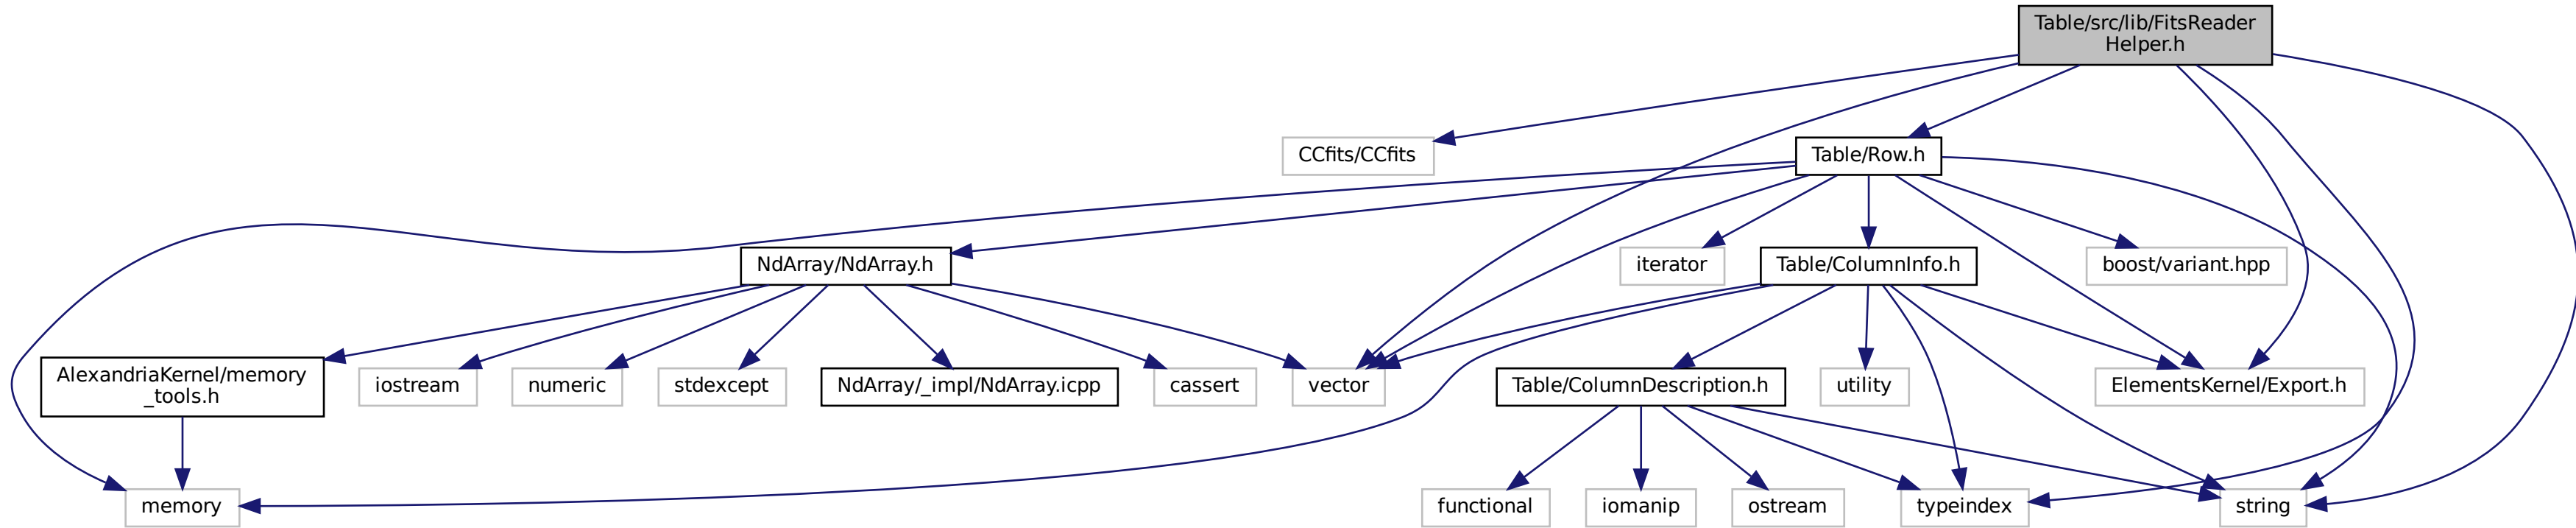 Table/src/lib/FitsReader
Helper.h
CCfits/CCfits
Table/Row.h
NdArray/NdArray.h
iterator
Table/ColumnInfo.h
boost/variant.hpp
AlexandriaKernel/memory
_tools.h
iostream
numeric
stdexcept
NdArray/_impl/NdArray.icpp
cassert
vector
Table/ColumnDescription.h
utility
ElementsKernel/Export.h
memory
functional
iomanip
ostream
typeindex
string